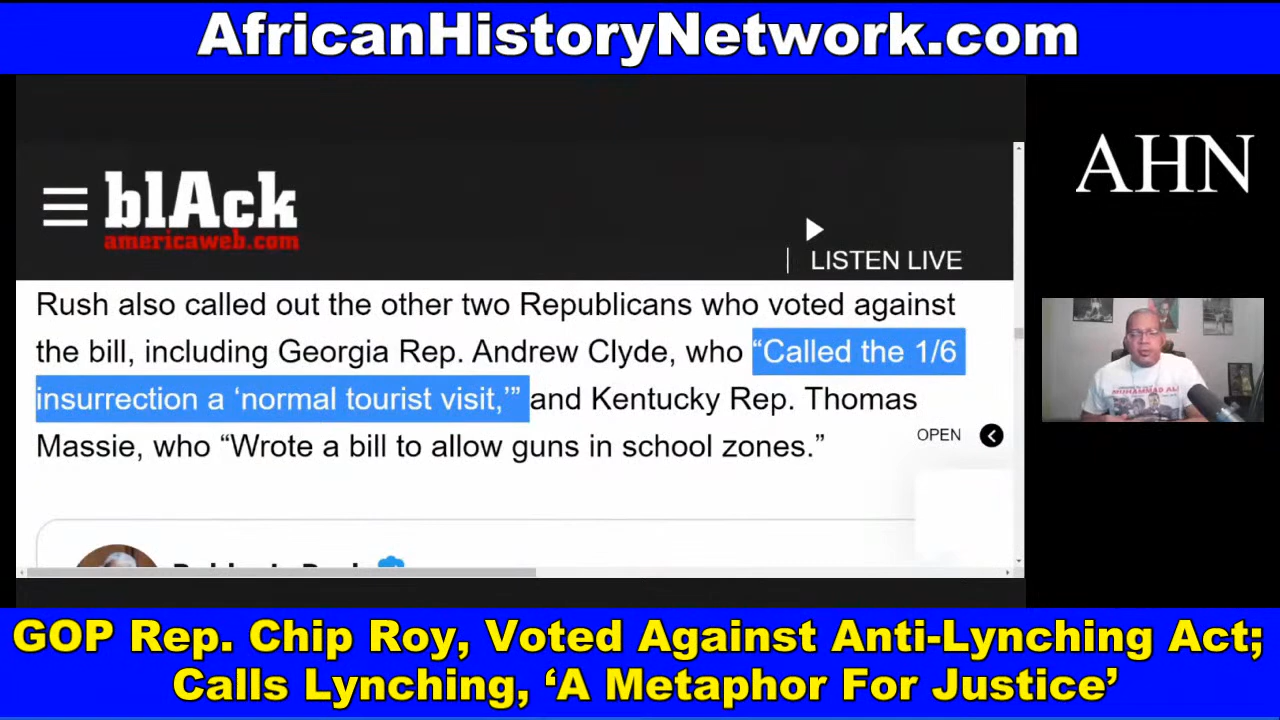 AfricanHistoryNetwork.com
AHN
blAck
americaweb.com
LISTEN LIVE
Rush also called out the other two Republicans who voted against
the bill, including Georgia Rep. Andrew Clyde, who “Called the 1/6
insurrection a ‘normal tourist visit,’” and Kentucky Rep. Thomas
Massie, who “Wrote a bill to allow guns in school zones.”
OPEN
MUHAMMAD ALI
GOP Rep. Chip Roy, Voted Against Anti-Lynching Act;
Calls Lynching, ‘A Metaphor For Justice’